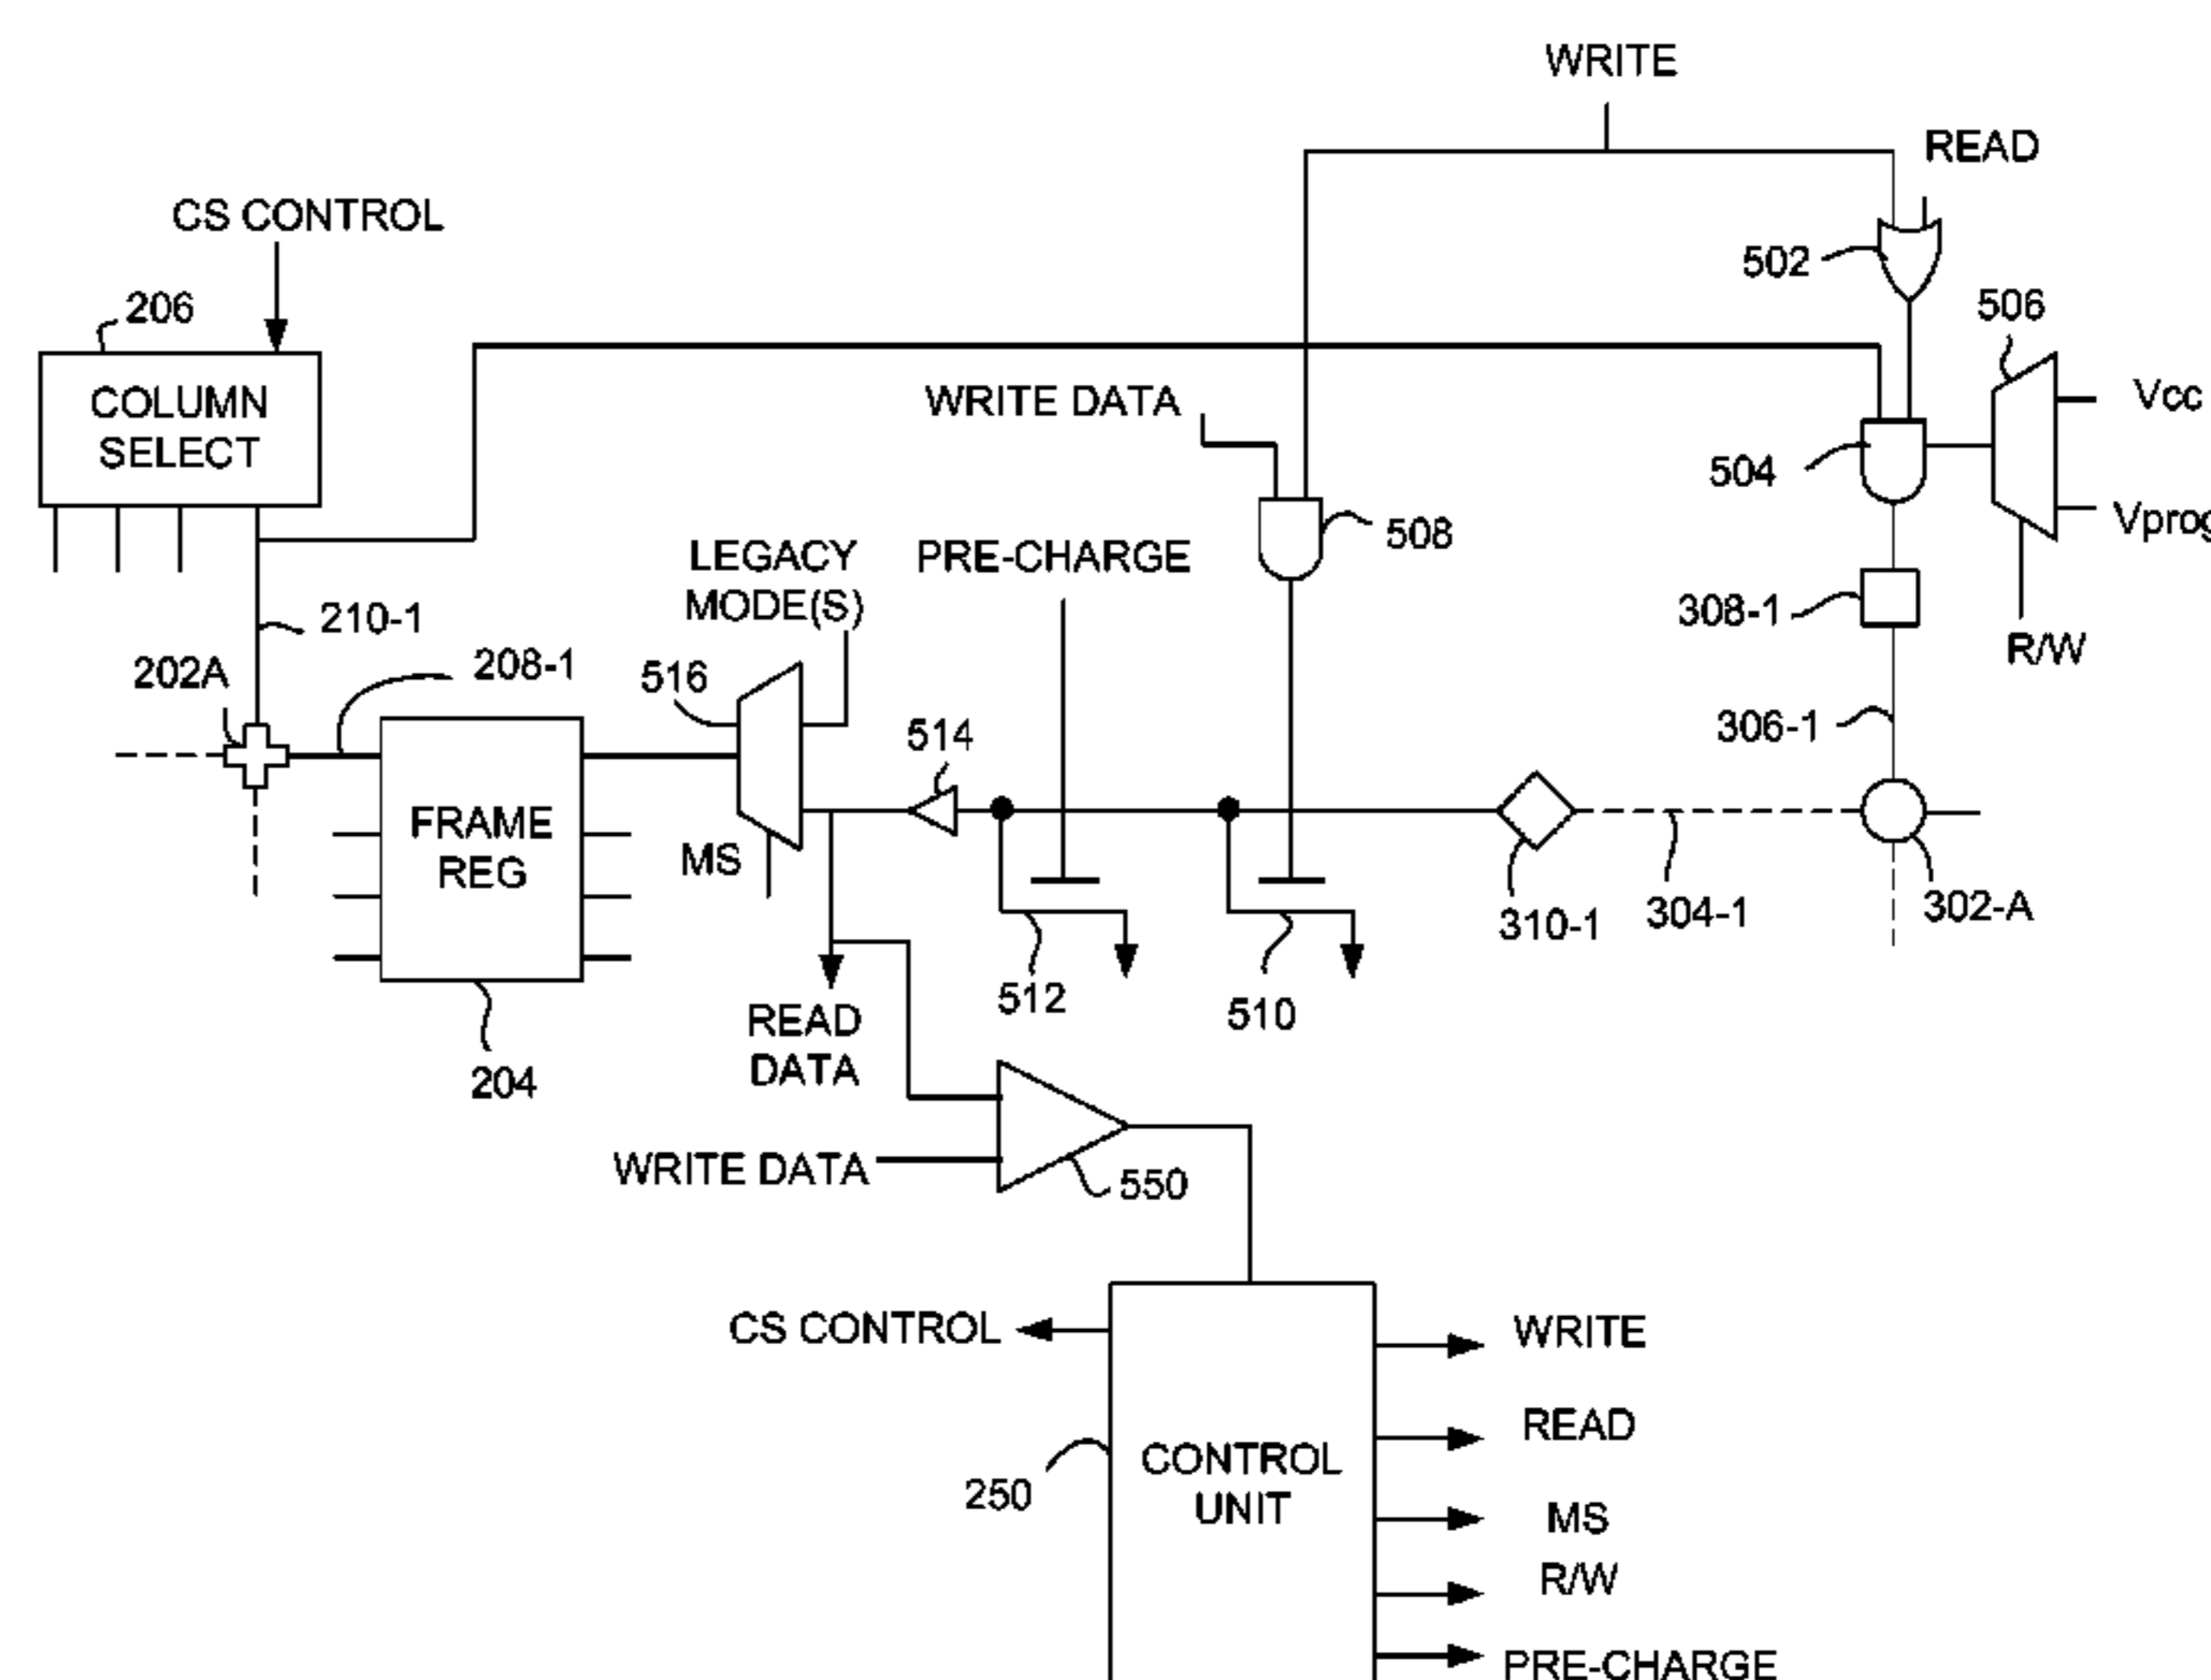 WRITE
READ
CS CONTROL
502
206
506
COLUMN
SELECT
WRITE DATA
Vcc
504
Vprog
508
LEGACY
MODE(S)
PRE-CHARGE
308-1
210-1
R/W
202A
208-1
516
514
306-1
FRAME
REG
MS
310-1
304-1
302-A
512
510
READ
DATA
204
WRITE DATA
550
CS CONTROL
WRITE
READ
250
CONTROL
UNIT
MS
R/W
PRE-CHARGE